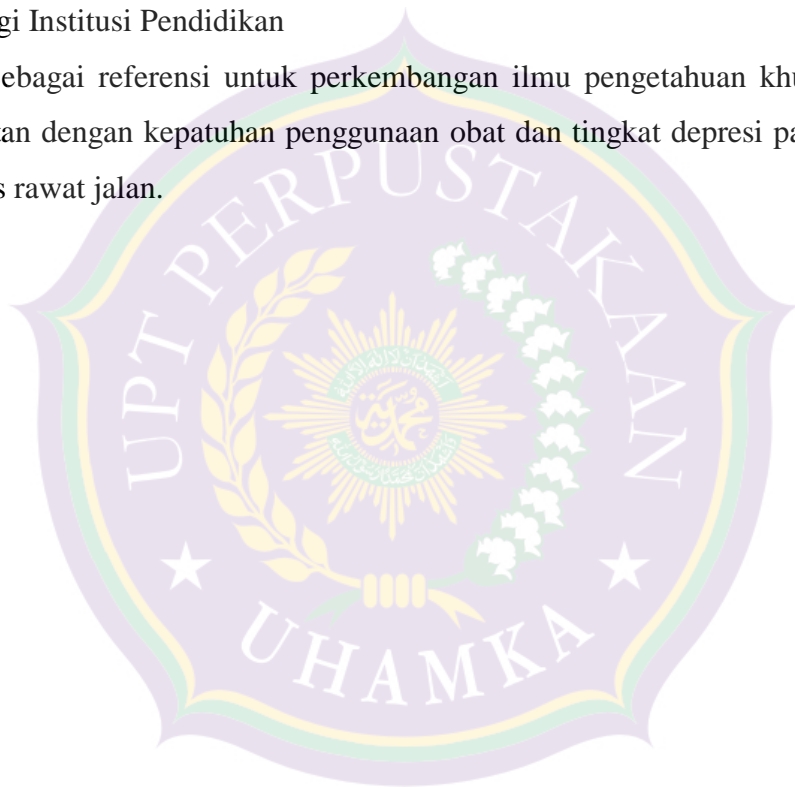 gi Institusi Pendidikan
ebagai referensi untuk perkembangan ilmu pengetahuan khu
tan dengan kepatuhan penggunaan obat dan tingkat depresi pa
s rawat jalan.
UPT PERPUSTAKAAN
UHAMKA